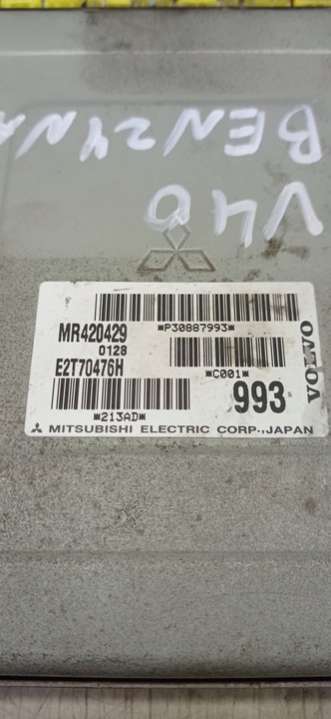 BENZYNA
V40
MR420429
*P30887993*
0128
E2T70476H
*C001*
VOLVO
*213AD*
993
MITSUBISHI ELECTRIC CORP.,JAPAN